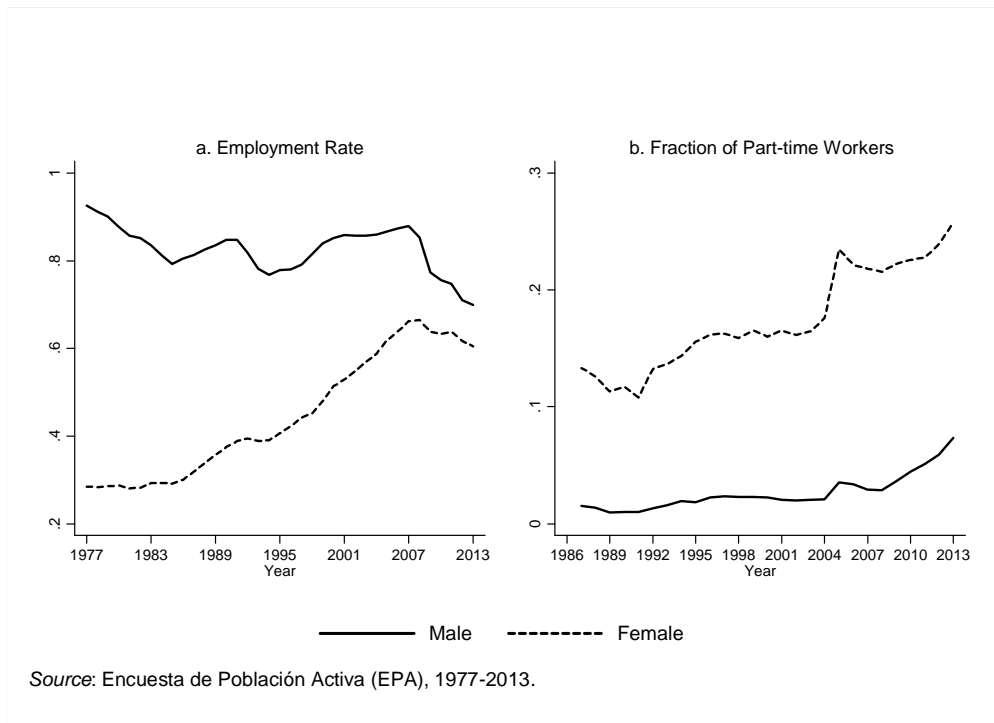 a. Employment Rate
1
.8
.6
.4
.2
1977 1983 1989 1995 2001 2007 2013
Year
b. Fraction of Part-time Workers
.3
.2
.1
0
1986 1989 1992 1995 1998 2001 2004 2007 2010 2013
Year
Male Female
Source: Encuesta de Población Activa (EPA), 1977-2013.